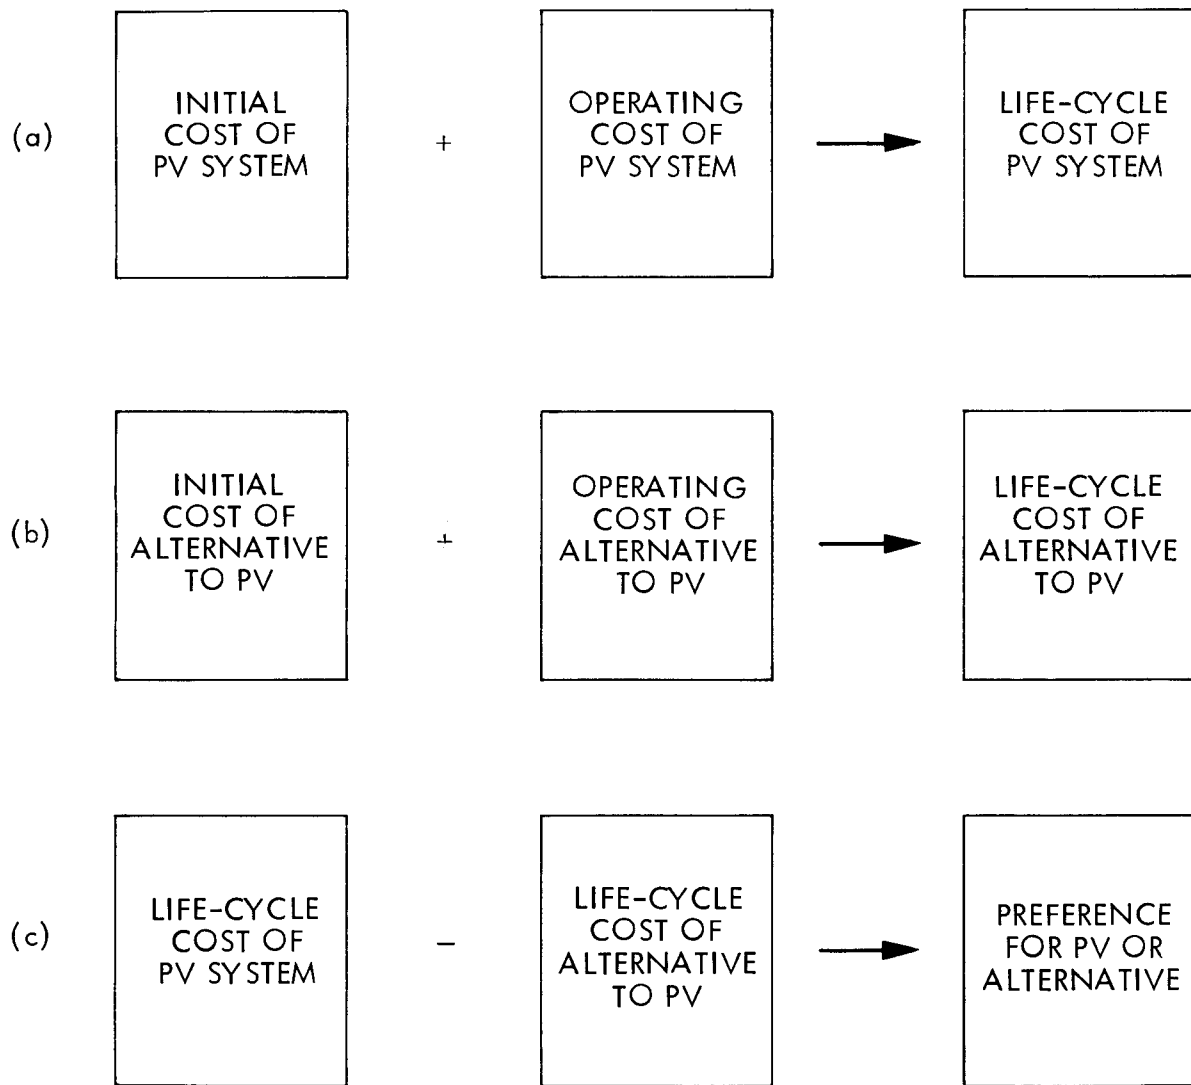 (a)
INITIAL
COST OF
PV SYSTEM
+
OPERATING
COST OF
PV SYSTEM
LIFE-CYCLE
COST OF
PV SYSTEM
(b)
INITIAL
COST OF
ALTERNATIVE
TO PV
+
OPERATING
COST OF
ALTERNATIVE
TO PV
LIFE-CYCLE
COST OF
ALTERNATIVE
TO PV
(c)
LIFE-CYCLE
COST OF
PV SYSTEM
−
LIFE-CYCLE
COST OF
ALTERNATIVE
TO PV
PREFERENCE
FOR PV OR
ALTERNATIVE